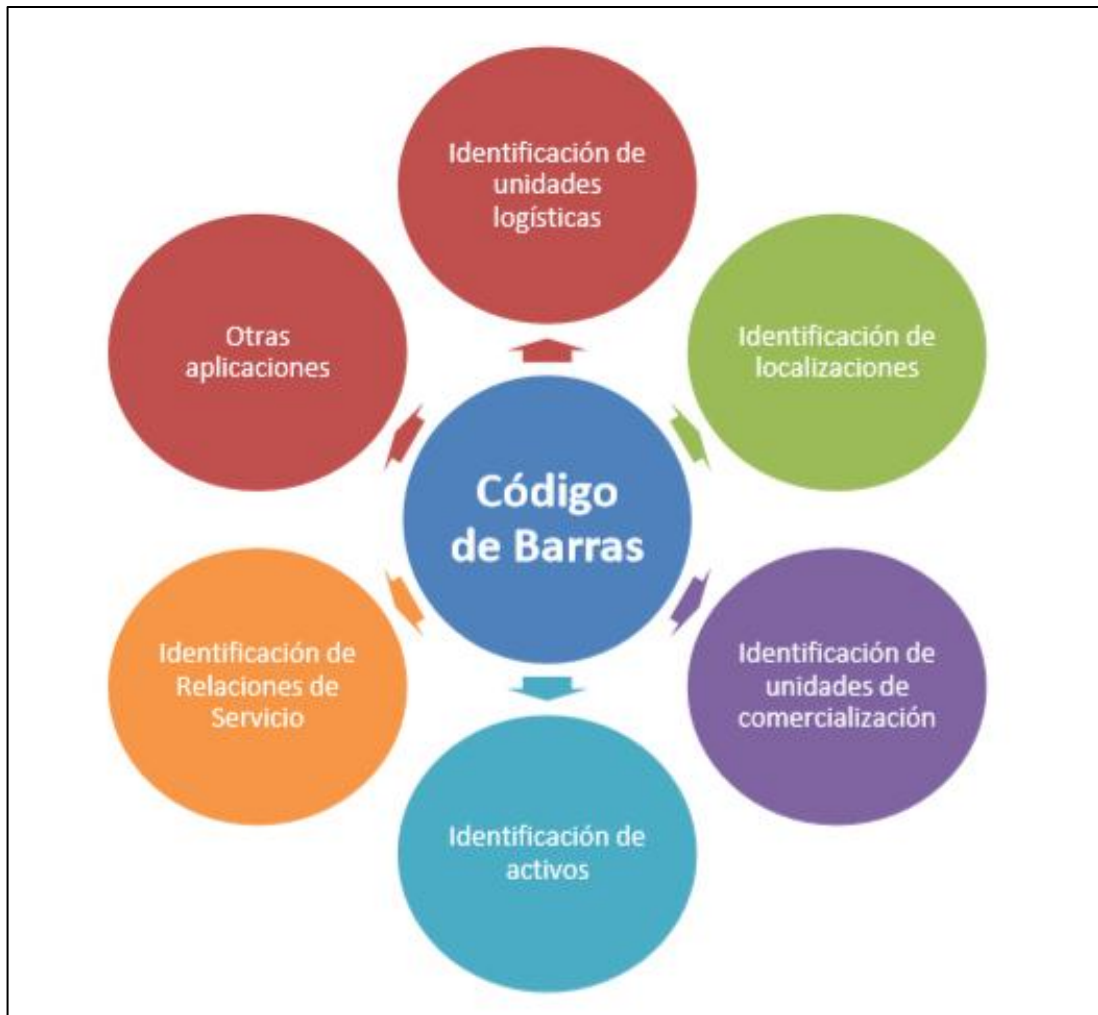 Identificación de
unidades
logísticas
Otras
aplicaciones
Identificación de
localizaciones
Código
de Barras
Identificación de
Relaciones de
Servicio
Identificación de
unidades de
comercialización
Identificación de
activos